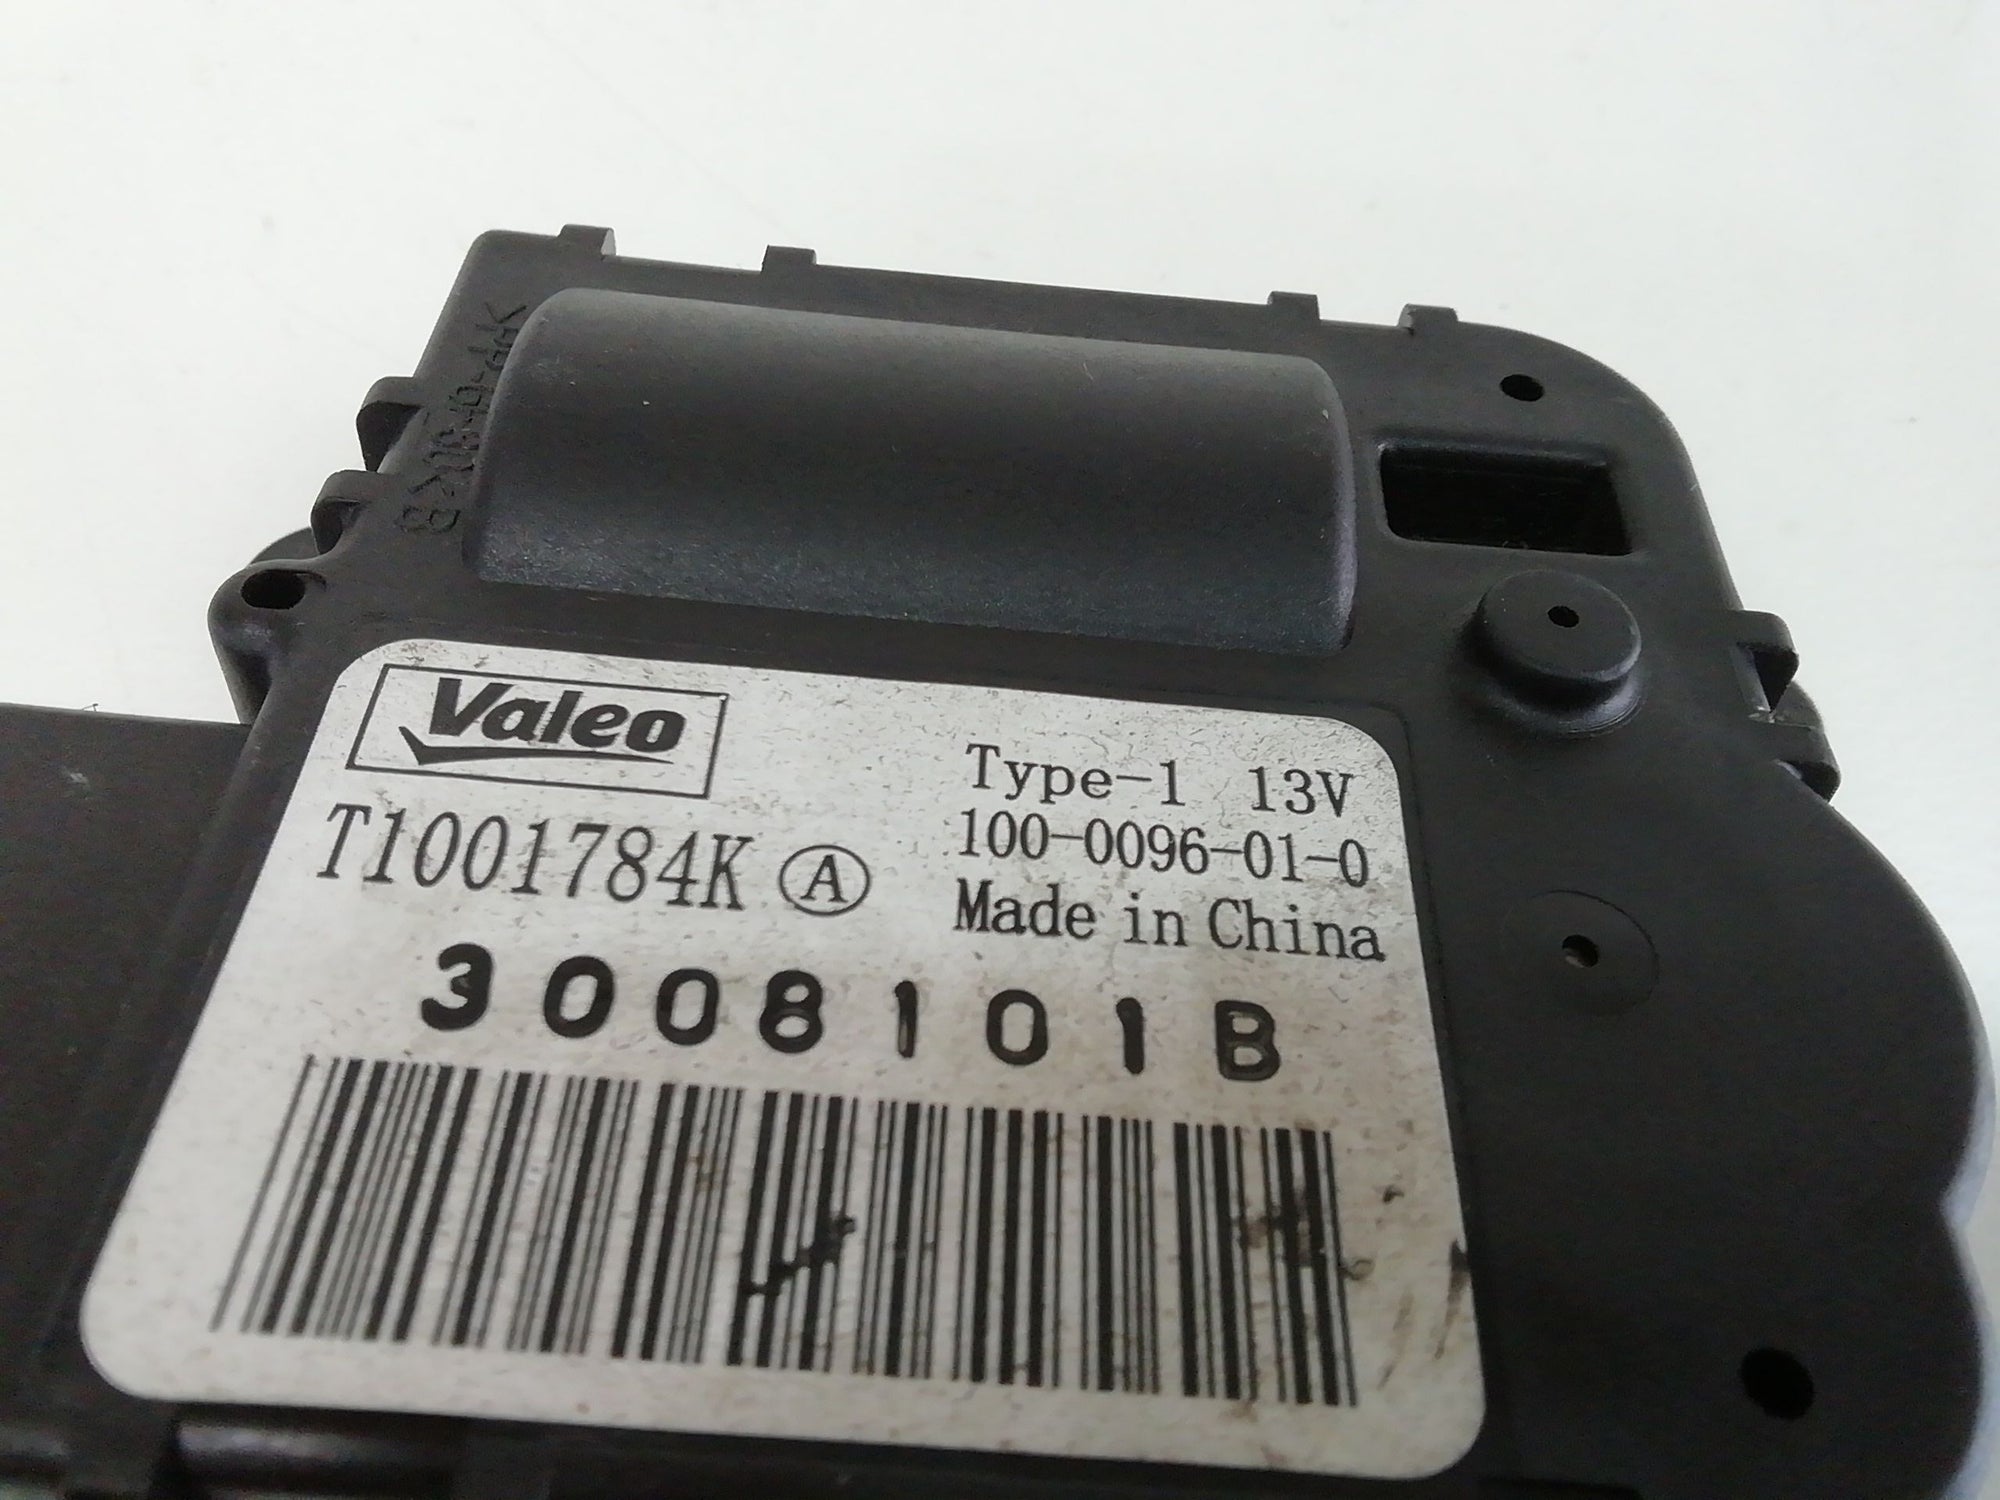 Valeo
Type-1 13V
T1001784K A
100-0096-01-0
Made in China
3008101B